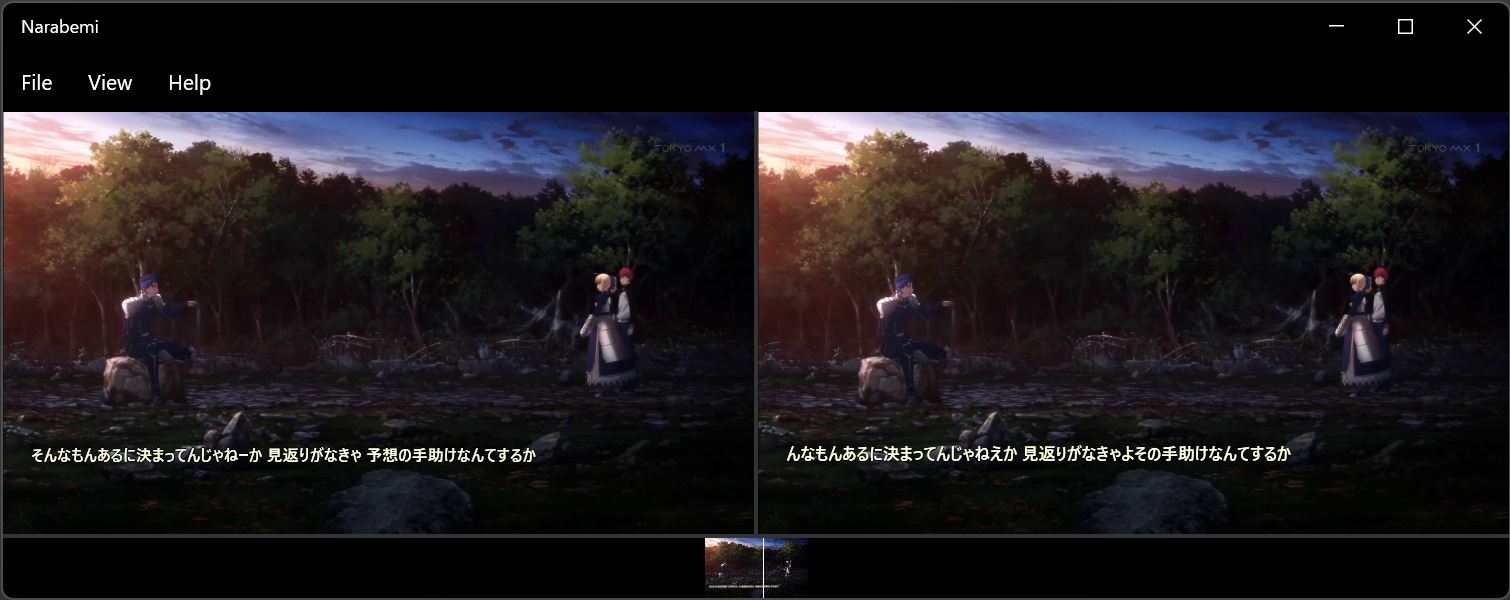 Narabemi
File View Help
TOKYO MX 1
TOKYO MX 1
そんなもんあるに決まってんじゃねーか 見返りがなきゃ 予想の手助けなんてするか
んなもんあるに決まってんじゃねえか 見返りがなきゃよその手助けなんてするか